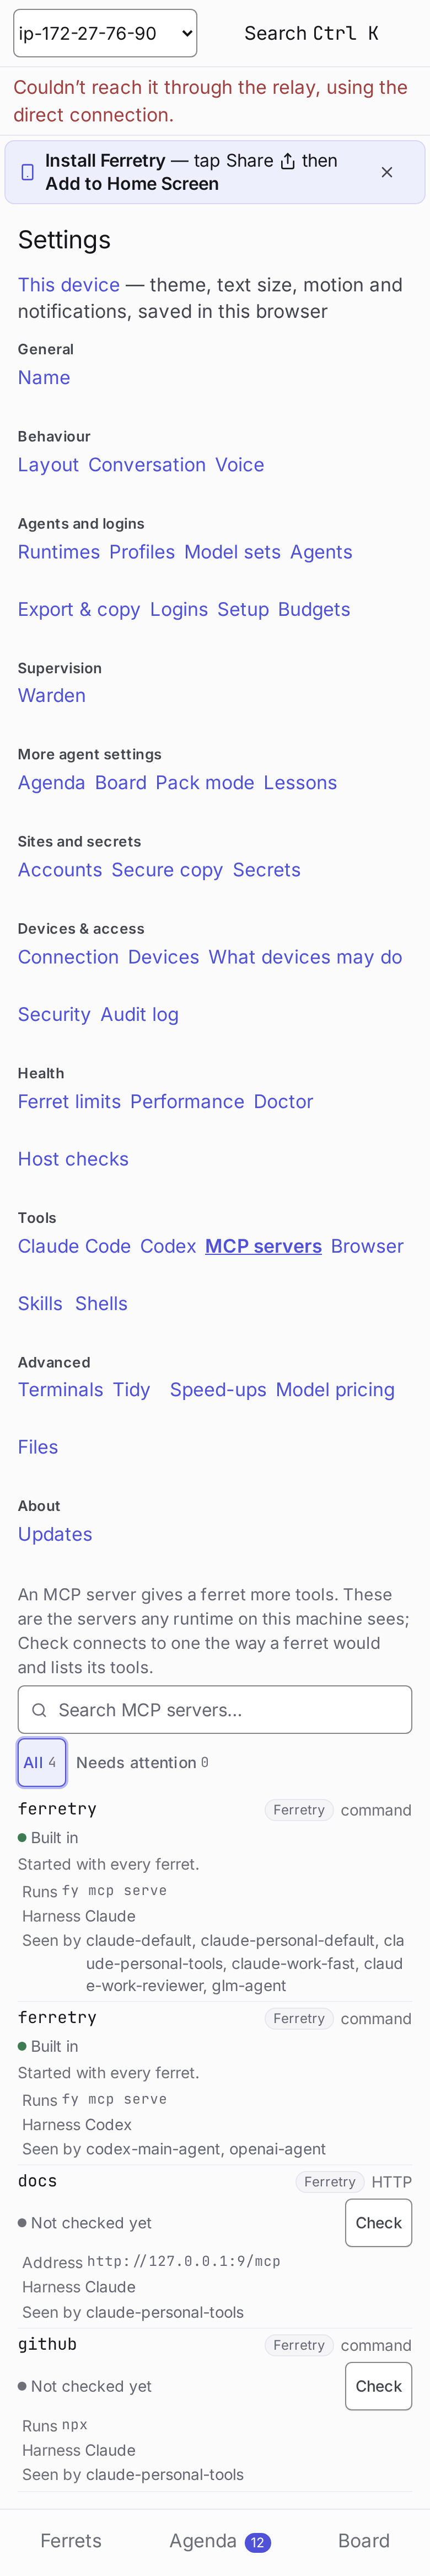 ip-172-27-76-90
Search Ctrl K
Couldn't reach it through the relay, using the
direct connection.
Install Ferretry — tap Share then
Add to Home Screen
Settings
This device — theme, text size, motion and
notifications, saved in this browser
General
Name
Behaviour
Layout Conversation Voice
Agents and logins
Runtimes Profiles Model sets Agents
Export & copy Logins Setup Budgets
Supervision
Warden
More agent settings
Agenda Board Pack mode Lessons
Sites and secrets
Accounts Secure copy Secrets
Devices & access
Connection Devices What devices may do
Security Audit log
Health
Ferret limits Performance Doctor
Host checks
Tools
Claude Code Codex MCP servers Browser
Skills Shells
Advanced
Terminals Tidy Speed-ups Model pricing
Files
About
Updates
An MCP server gives a ferret more tools. These
are the servers any runtime on this machine sees;
Check connects to one the way a ferret would
and lists its tools.
Search MCP servers...
All 4 Needs attention 0
ferretry Ferretry command
Built in
Started with every ferret.
Runs fy mcp serve
Harness Claude
Seen by claude-default, claude-personal-default, cla
ude-personal-tools, claude-work-fast, claud
e-work-reviewer, glm-agent
ferretry Ferretry command
Built in
Started with every ferret.
Runs fy mcp serve
Harness Codex
Seen by codex-main-agent, openai-agent
docs Ferretry HTTP
Not checked yet Check
Address http://127.0.0.1:9/mcp
Harness Claude
Seen by claude-personal-tools
github Ferretry command
Not checked yet Check
Runs npx
Harness Claude
Seen by claude-personal-tools
Ferrets Agenda 12 Board